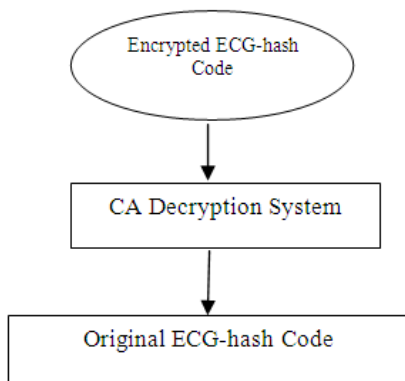 Encrypted ECG-hash
Code
CA Decryption System
Original ECG-hash Code